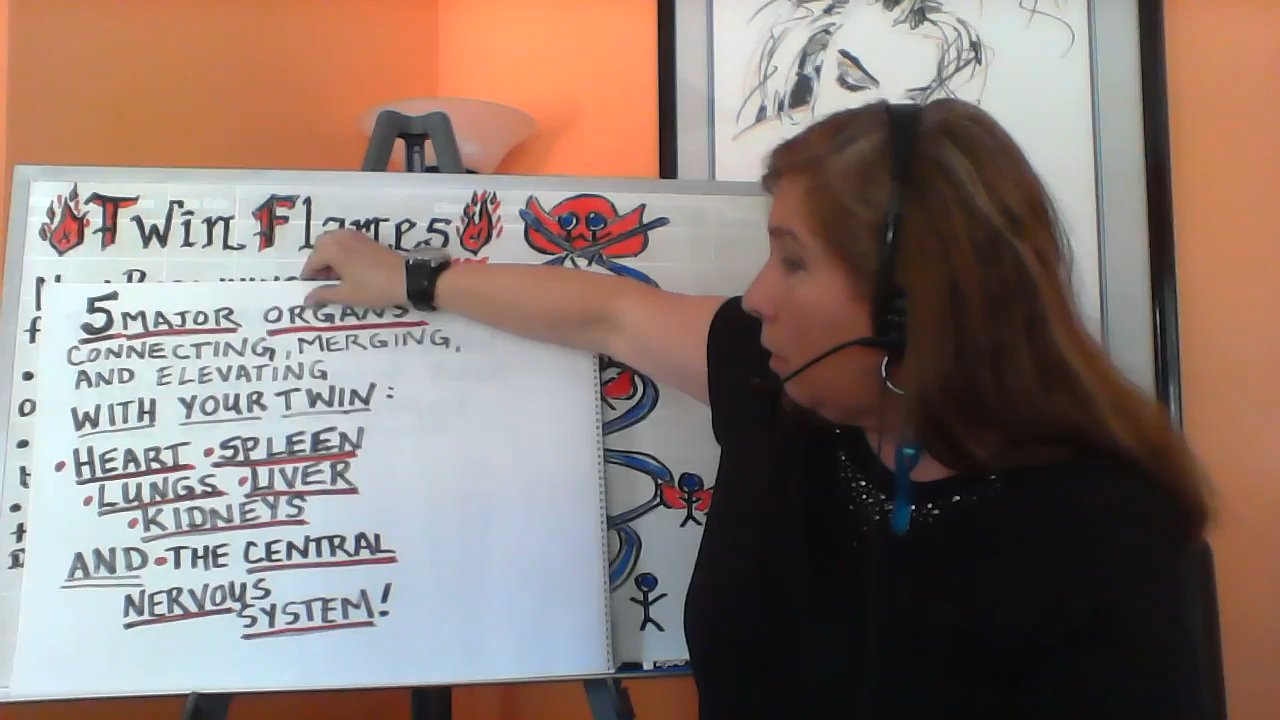 Twin Flames
5 MAJOR ORGANS
CONNECTING, MERGING,
AND ELEVATING
WITH YOUR TWIN:
• HEART • SPLEEN
• LUNGS • LIVER
• KIDNEYS
AND • THE CENTRAL
NERVOUS
SYSTEM!